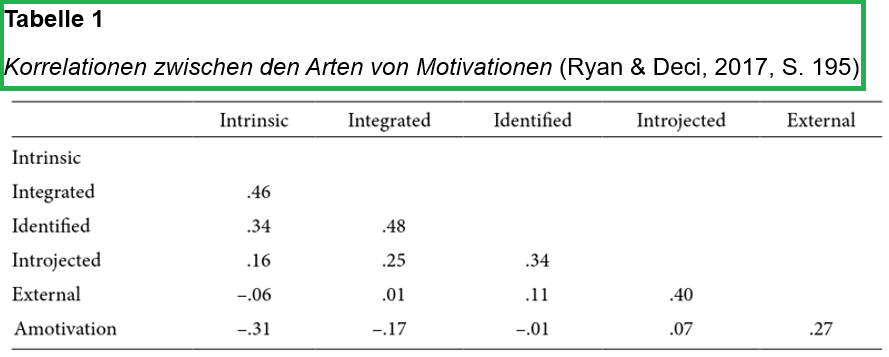 Tabelle 1
Korrelationen zwischen den Arten von Motivationen (Ryan & Deci, 2017, S. 195)
Intrinsic Integrated Identified Introjected External
Intrinsic
Integrated .46
Identified .34 .48
Introjected .16 .25 .34
External –.06 .01 .11 .40
Amotivation –.31 –.17 –.01 .07 .27